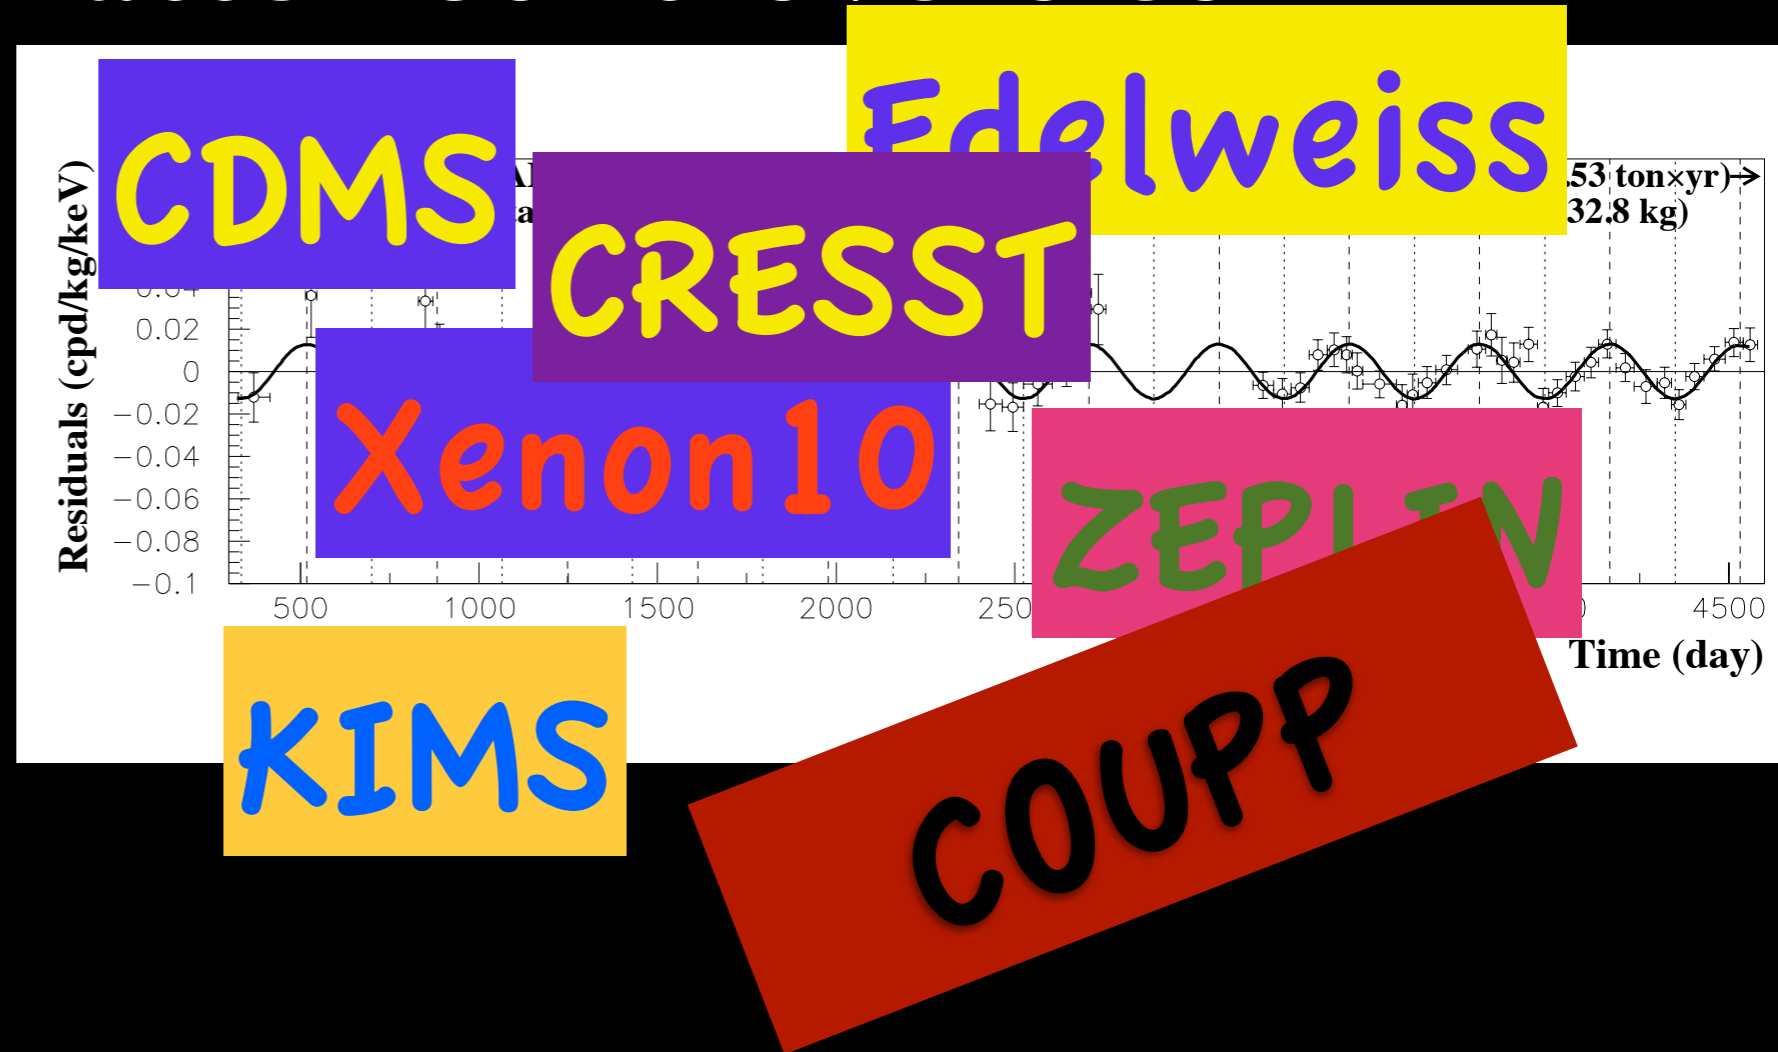 CDMS
Edelweiss
CRESST
.53 ton×yr)
32.8 kg)
Residuals (cpd/kg/keV)
0.02
0
−0.02
−0.04
−0.06
−0.08
−0.1
Xenon10
ZEPLIN
500 1000 1500 2000 4500
Time (day)
KIMS
COUPP